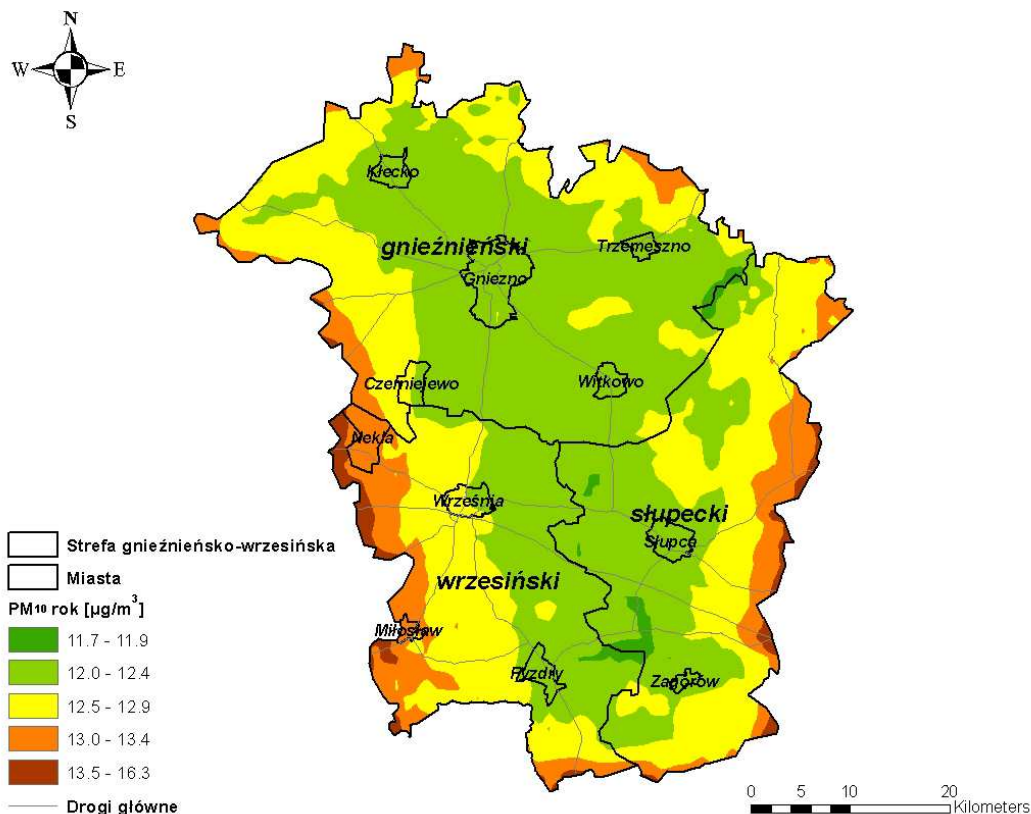 N
W E
S
Kłecko
gnieźnieński
Trzemeszno
Gniezno
Czerniejewo
Witkowo
Nekla
Września
słupecki
Słupca
wrzesiński
Miłosław
Pyzdry
Zagórów
Strefa gnieźnieńsko-wrzesińska
Miasta
PM10 rok [µg/m³]
11.7 - 11.9
12.0 - 12.4
12.5 - 12.9
13.0 - 13.4
13.5 - 16.3
Drogi główne
0 5 10 20
Kilometers